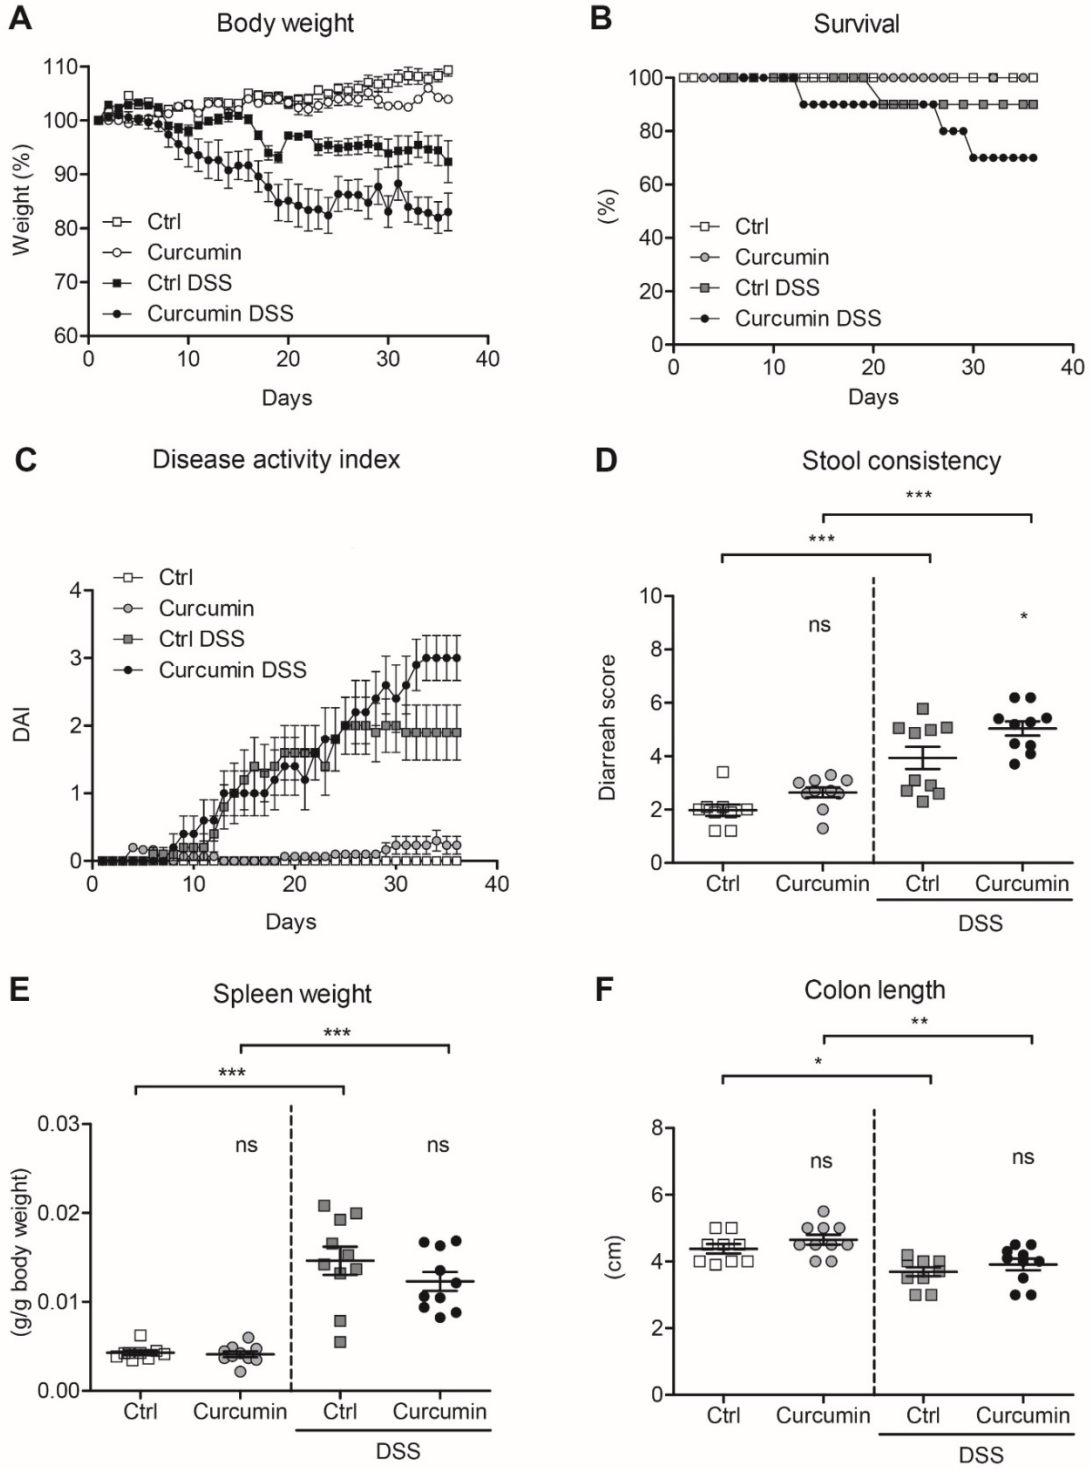 A
Body weight
110
100
90
80
70
60
Weight (%)
Ctrl
Curcumin
Ctrl DSS
Curcumin DSS
0
10
20
30
40
Days
B
Survival
100
80
60
40
20
0
(%)
Ctrl
Curcumin
Ctrl DSS
Curcumin DSS
0
10
20
30
40
Days
C
Disease activity index
Ctrl
Curcumin
Ctrl DSS
Curcumin DSS
4
3
2
1
0
DAI
0
10
20
30
40
Days
D
Stool consistency
***
***
ns
*
10
8
6
4
2
0
Diarreah score
Ctrl
Curcumin
Ctrl
Curcumin
DSS
E
Spleen weight
***
***
ns
ns
0.03
0.02
0.01
0.00
(g/g body weight)
Ctrl
Curcumin
Ctrl
Curcumin
DSS
F
Colon length
**
*
ns
ns
8
6
4
2
0
(cm)
Ctrl
Curcumin
Ctrl
Curcumin
DSS